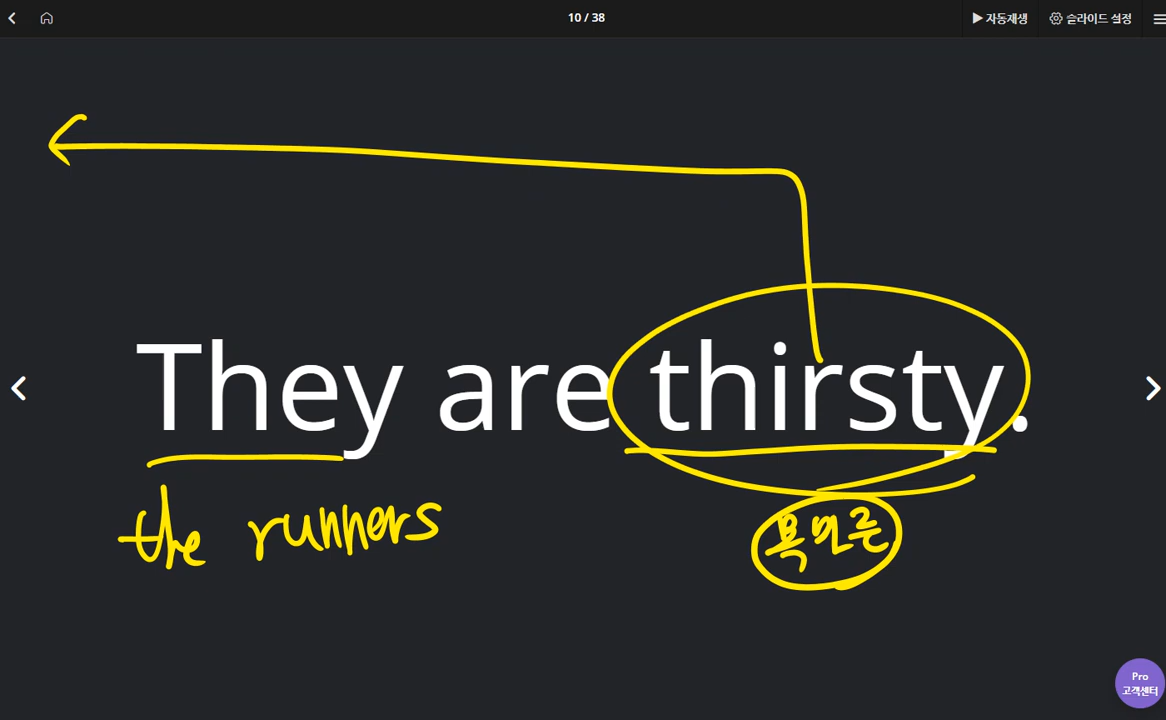 10 / 38
▶ 자동재생
슬라이드 설정
They are thirsty.
the runners
목마른
Pro
고객센터